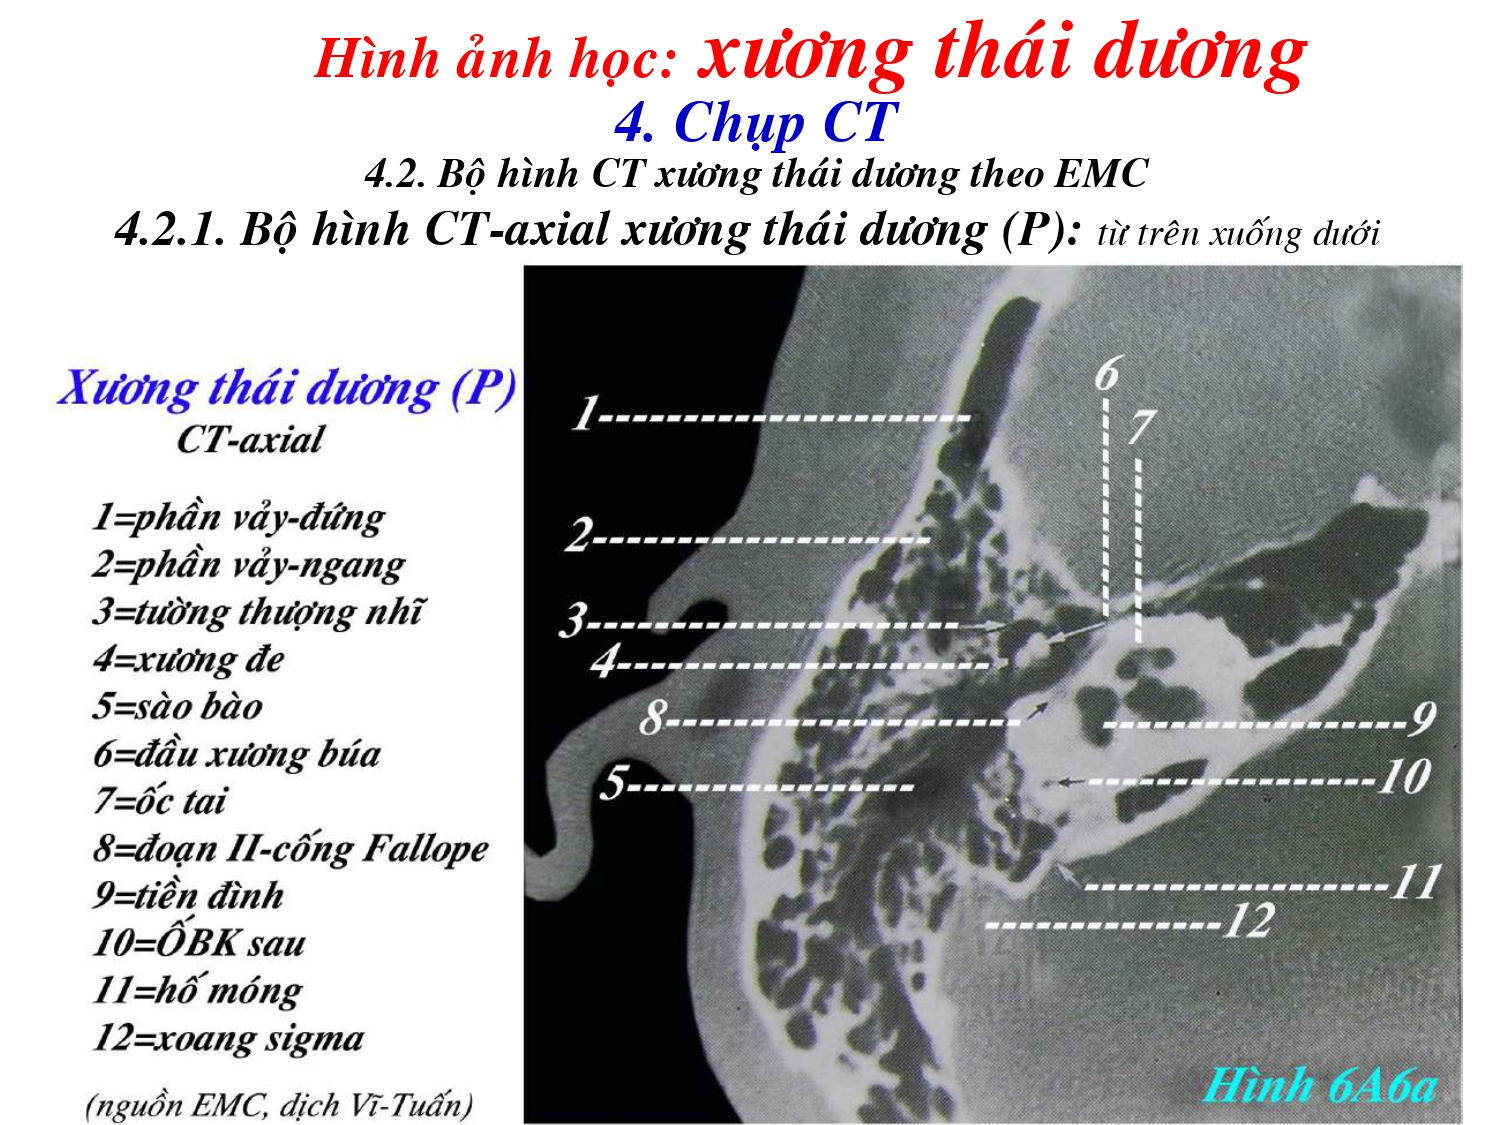 Hình ảnh học: xương thái dương
4. Chụp CT
4.2. Bộ hình CT xương thái dương theo EMC
4.2.1. Bộ hình CT-axial xương thái dương (P): từ trên xuống dưới
Xương thái dương (P)
CT-axial
1=phần vảy-đứng
2=phần vảy-ngang
3=tường thượng nhĩ
4=xương đe
5=sào bào
6=đầu xương búa
7=ốc tai
8=đoạn II-cống Fallope
9=tiền đình
10=ỐBK sau
11=hố móng
12=xoang sigma
(nguồn EMC, dịch Vĩ-Tuấn)
6
7
1
2
3
4
8
9
5
10
11
12
Hình 6A6a